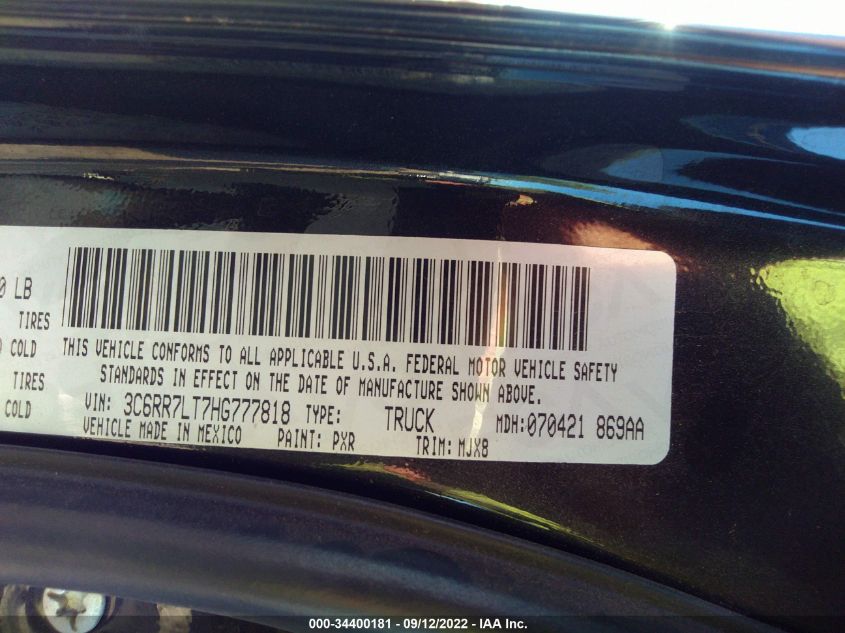 0 LB
TIRES
COLD
THIS VEHICLE CONFORMS TO ALL APPLICABLE U.S.A. FEDERAL MOTOR VEHICLE SAFETY
STANDARDS IN EFFECT ON THE DATE OF MANUFACTURE SHOWN ABOVE.
TIRES
COLD
VIN: 3C6RR7LT7HG777818 TYPE: TRUCK MDH:070421 869AA
VEHICLE MADE IN MEXICO PAINT: PXR TRIM: MJX8
000-34400181 - 09/12/2022 - IAA Inc.